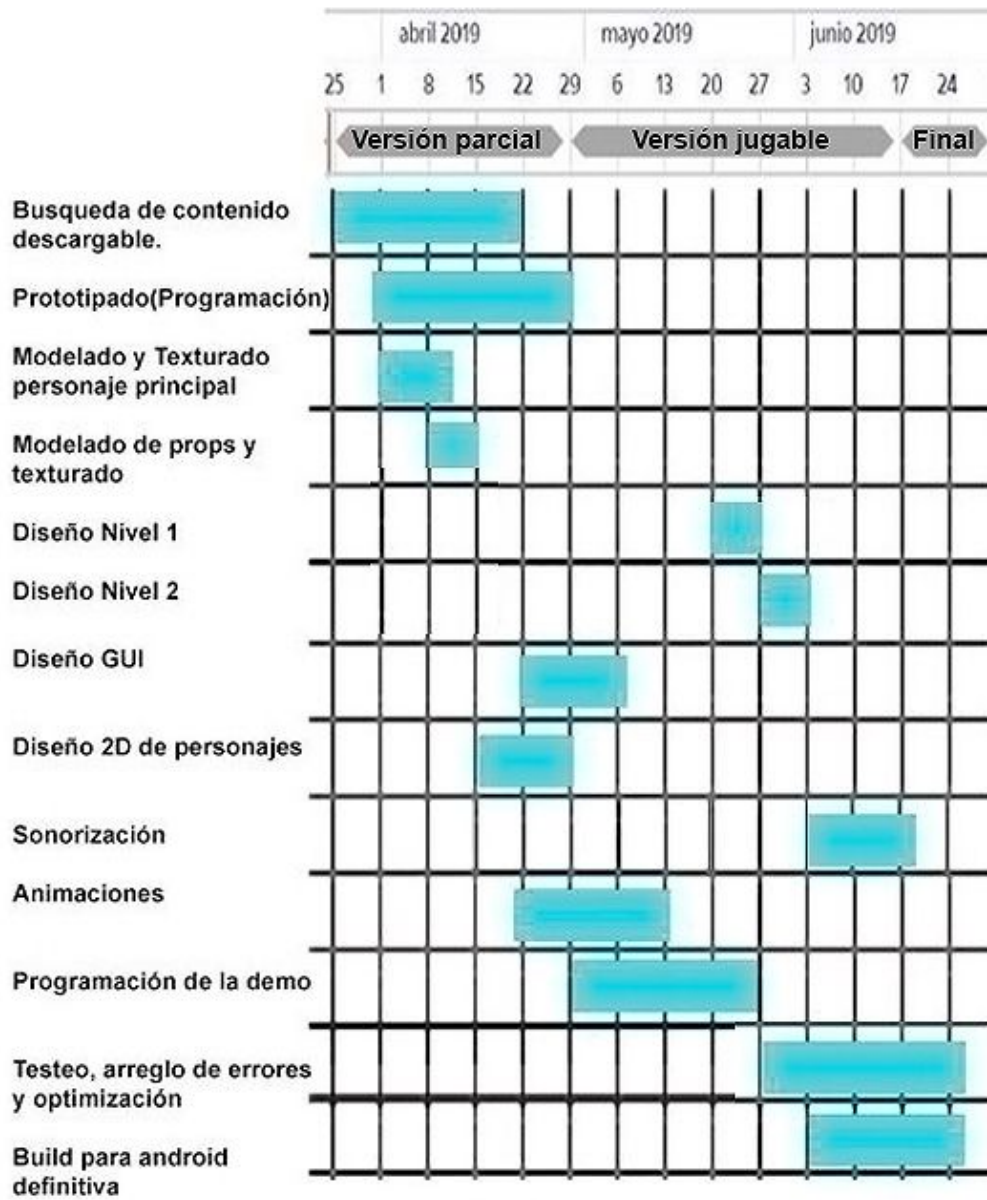 abril 2019 mayo 2019 junio 2019
25 1 8 15 22 29 6 13 20 27 3 10 17 24
Versión parcial Versión jugable Final
Busqueda de contenido
descargable.
Prototipado(Programación)
Modelado y Texturado
personaje principal
Modelado de props y
texturado
Diseño Nivel 1
Diseño Nivel 2
Diseño GUI
Diseño 2D de personajes
Sonorización
Animaciones
Programación de la demo
Testeo, arreglo de errores
y optimización
Build para android
definitiva